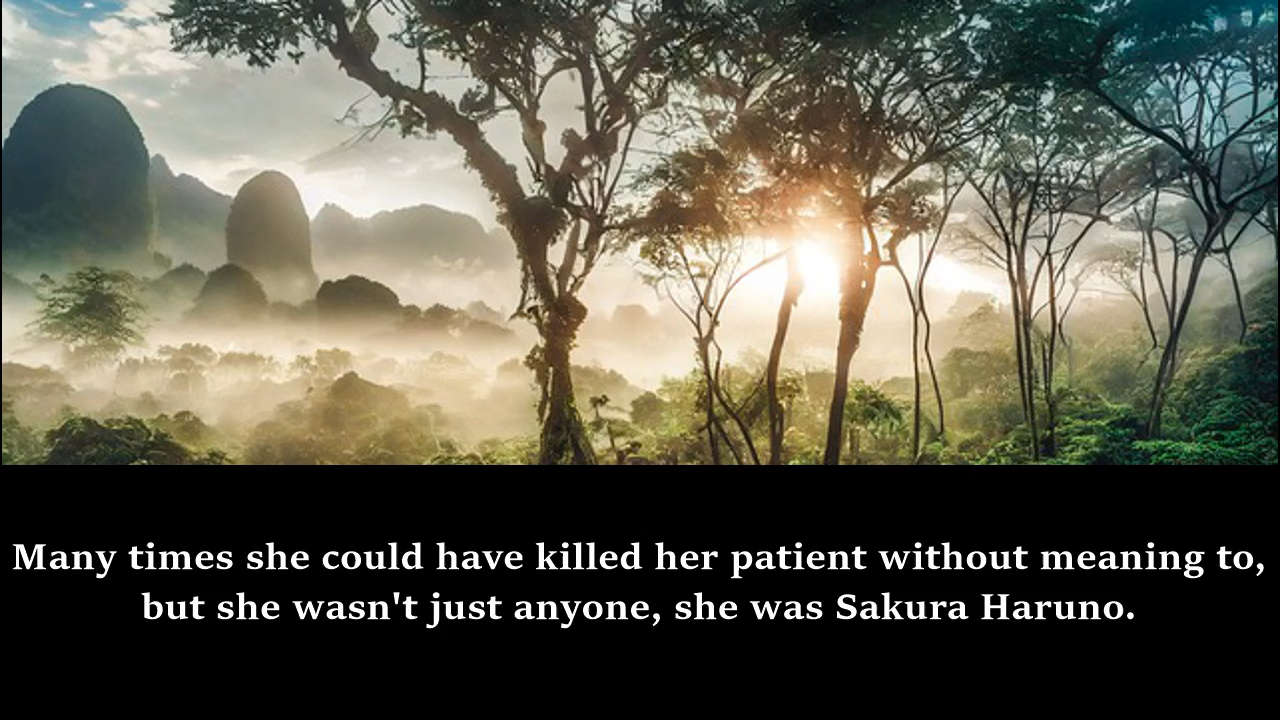 Many times she could have killed her patient without meaning to,
but she wasn't just anyone, she was Sakura Haruno.